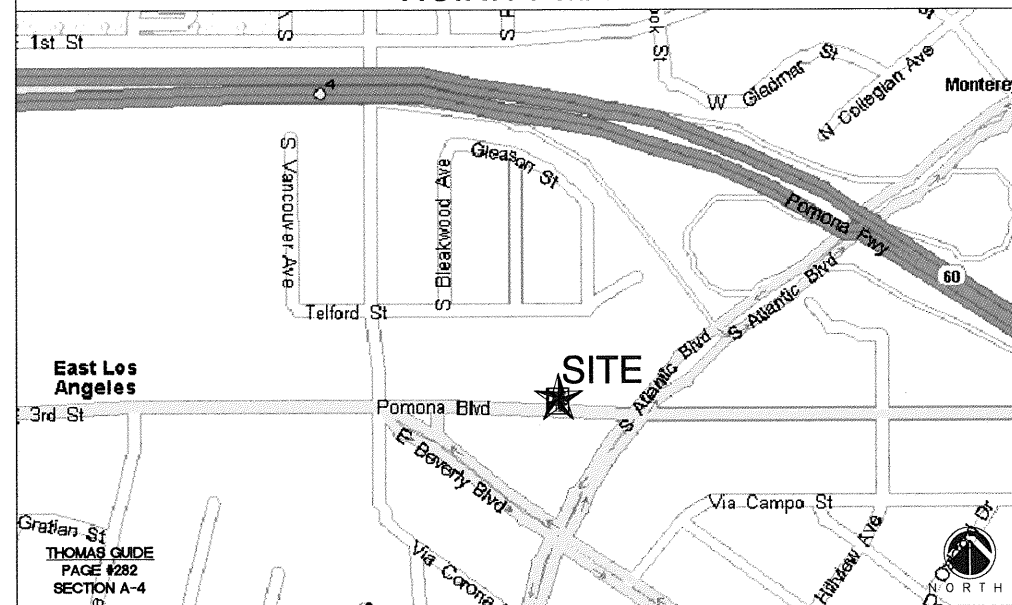 1st St
4
W Gledmar St
N Collegian Ave
Monterey
S Vancouver Ave
S Bleakwood Ave
Gleason St
Pomona Fwy
60
Telford St
S Atlantic Blvd
S Atlantic Blvd
East Los
Angeles
SITE
3rd St
Pomona Blvd
S Atlantic Blvd
E Beverly Blvd
Via Campo St
Gratian St
THOMAS GUIDE
PAGE #282
SECTION A-4
Via Corona
Hillview Ave
NORTH